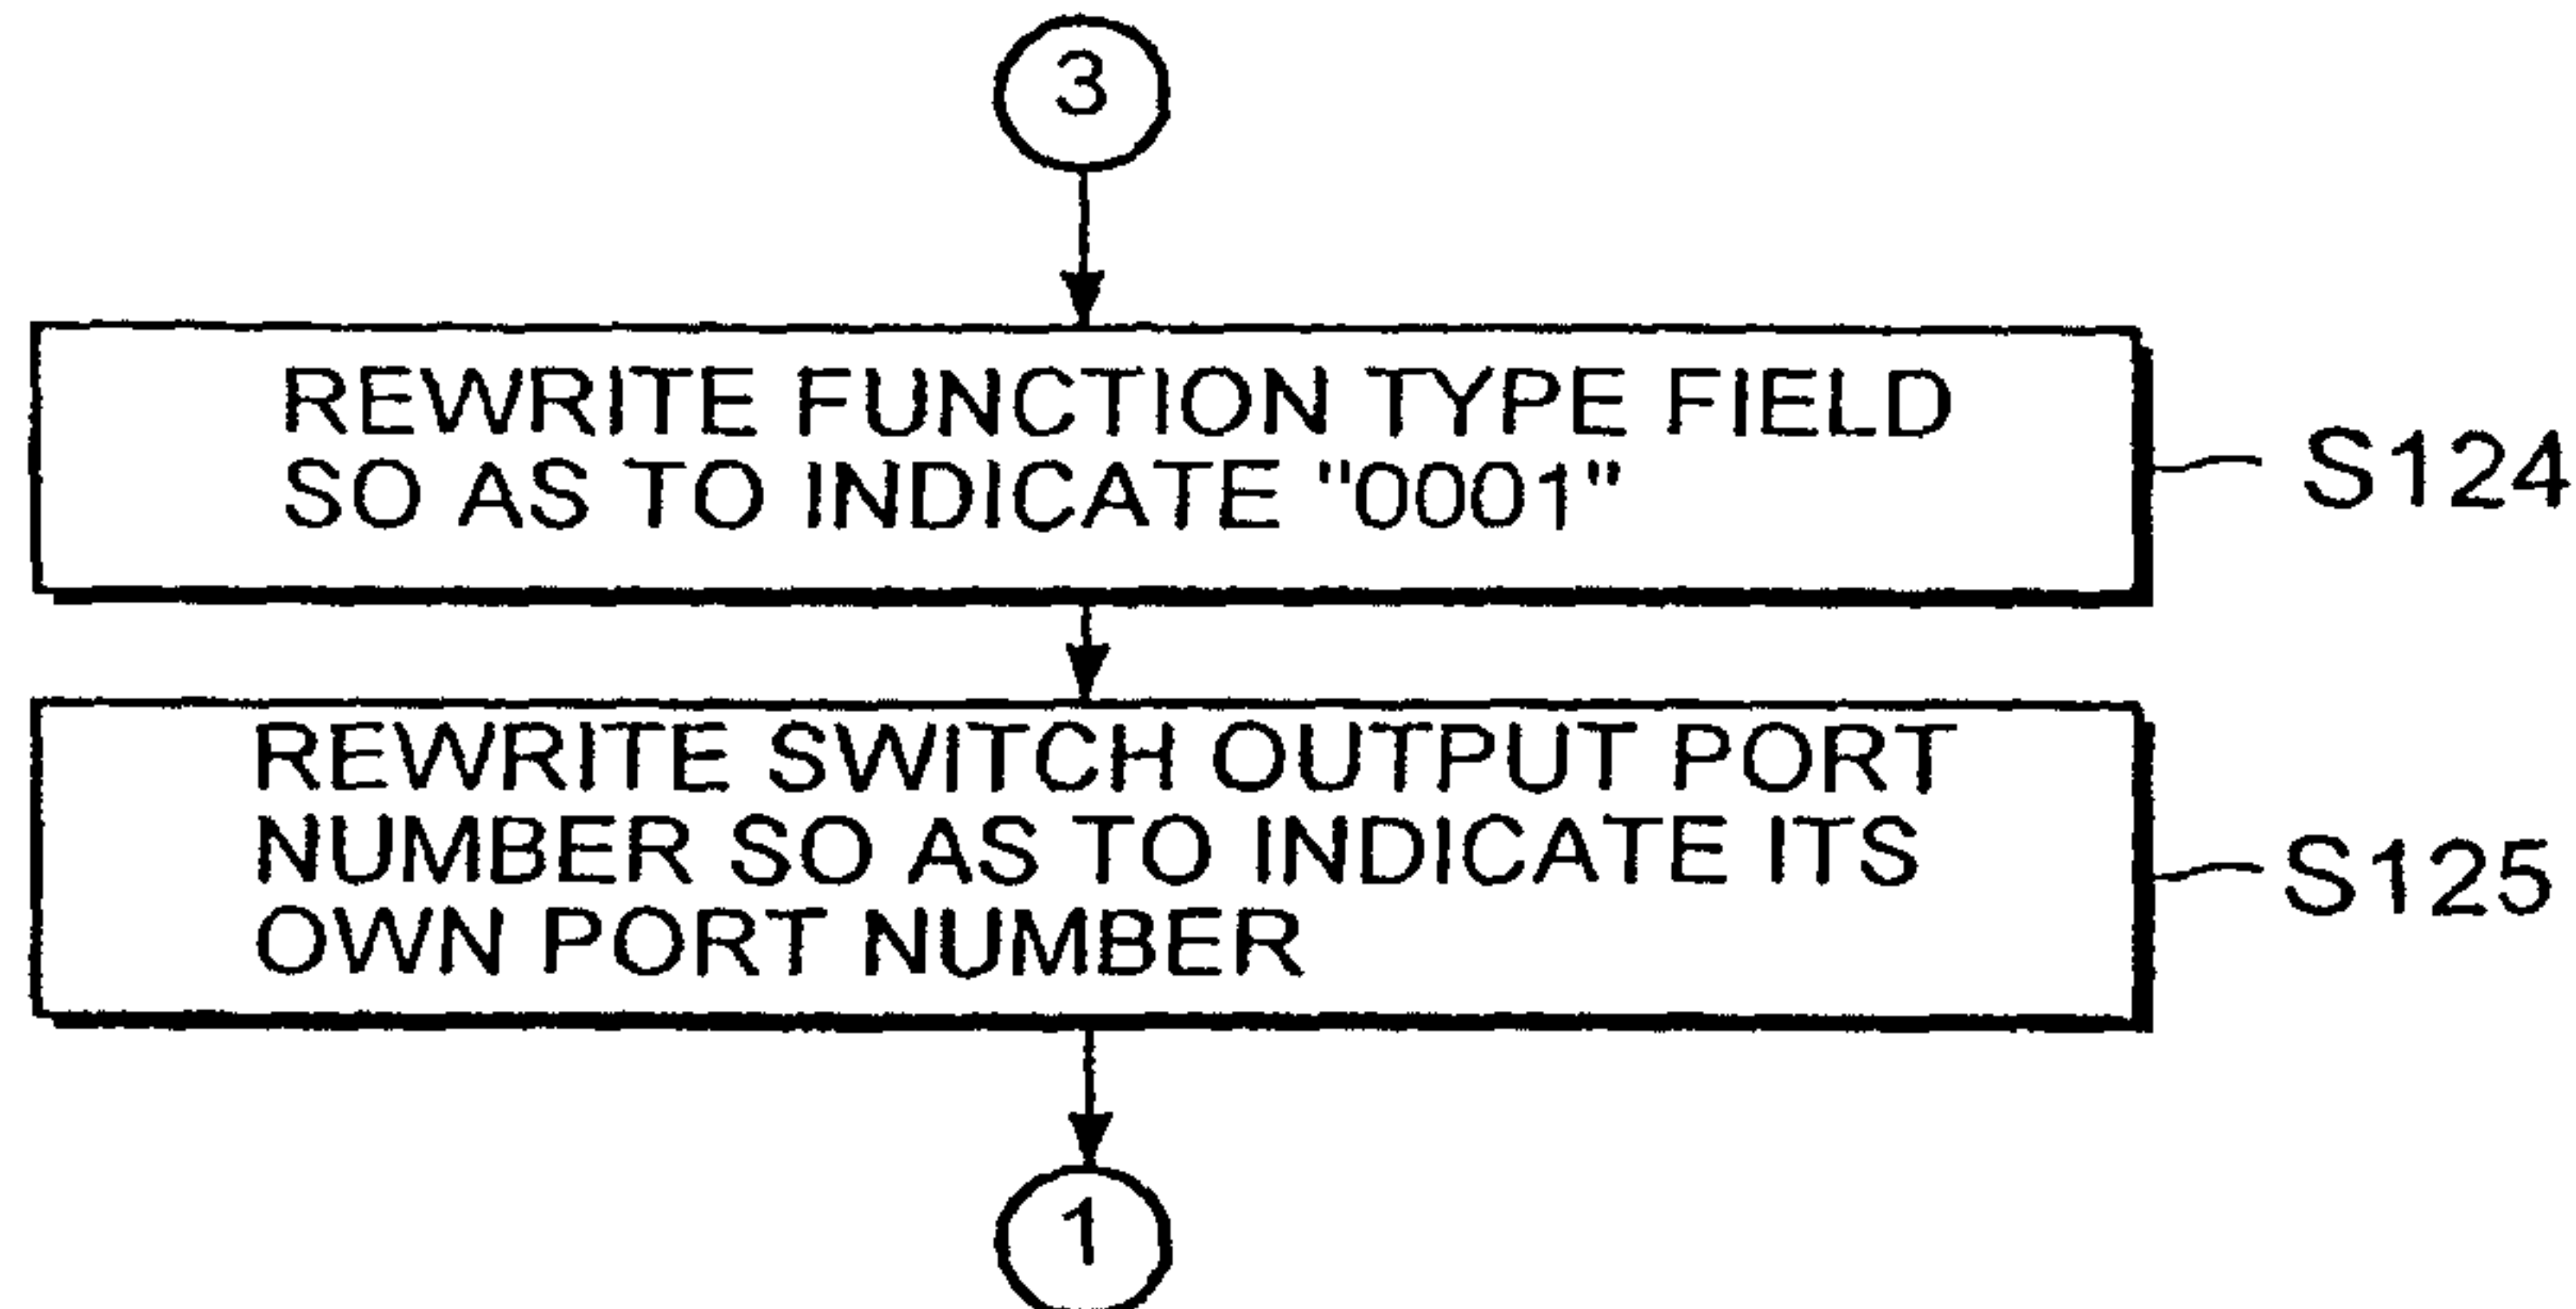 3
REWRITE FUNCTION TYPE FIELD
SO AS TO INDICATE "0001"
S124
REWRITE SWITCH OUTPUT PORT
NUMBER SO AS TO INDICATE ITS
OWN PORT NUMBER
S125
1